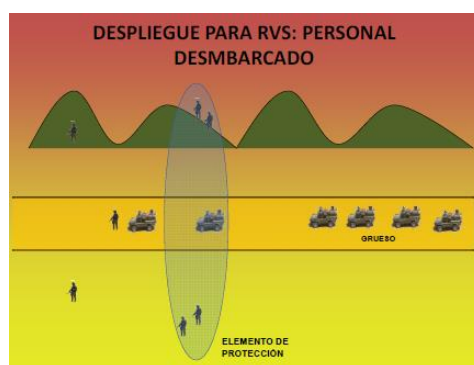 DESPLIEGUE PARA RVS: PERSONAL
DESMBARCADO
GRUESO
ELEMENTO DE
PROTECCIÓN